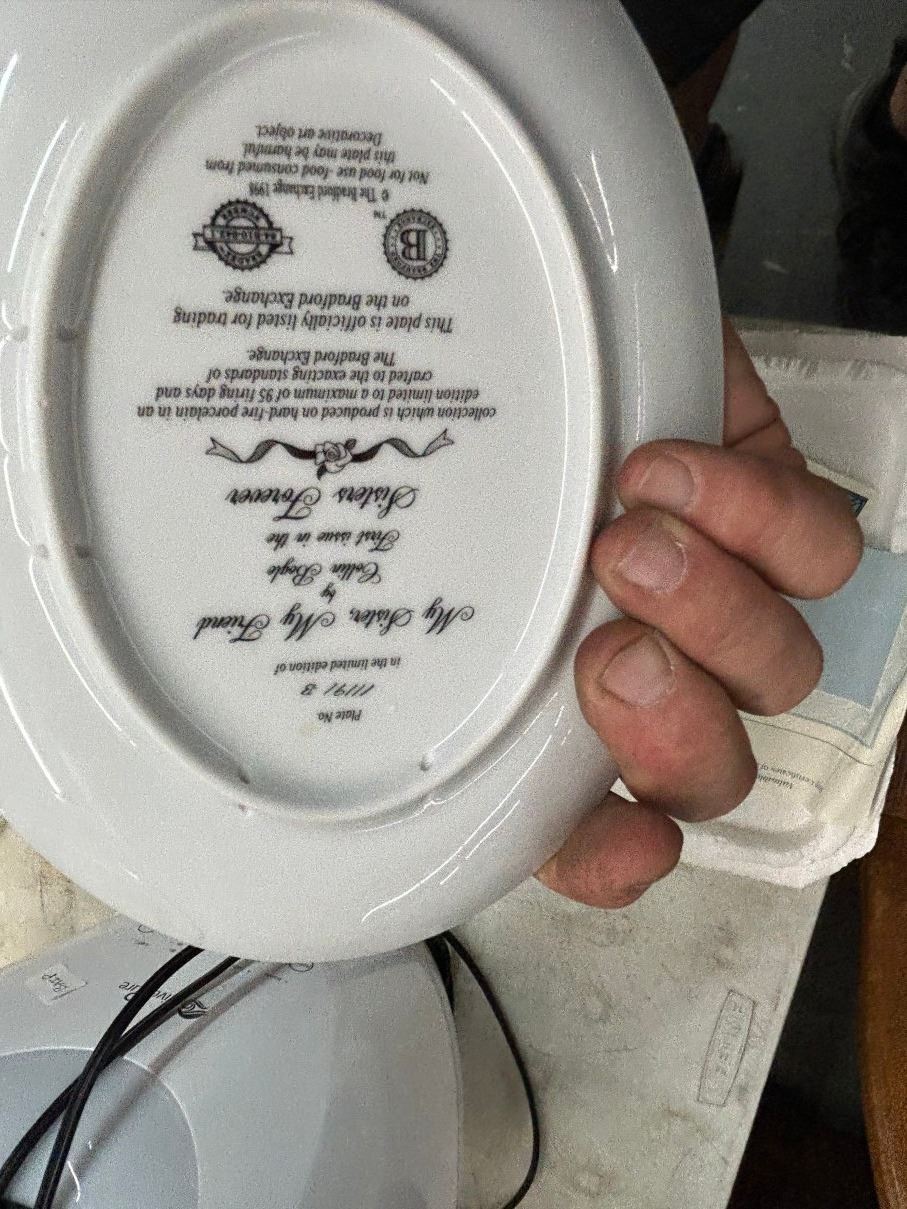 Plate No.
11191 B
in the limited edition of
My Sister, My Friend
by
Collin Bogle
First issue in the
Sisters Forever
collection which is produced on hard-fire porcelain in an
edition limited to a maximum of 95 firing days and
crafted to the exacting standards of
The Bradford Exchange.
This plate is officially listed for trading
on the Bradford Exchange.
B
TM
© The Bradford Exchange 1998
Not for food use -food consumed from
this plate may be harmful.
Decorative art object.